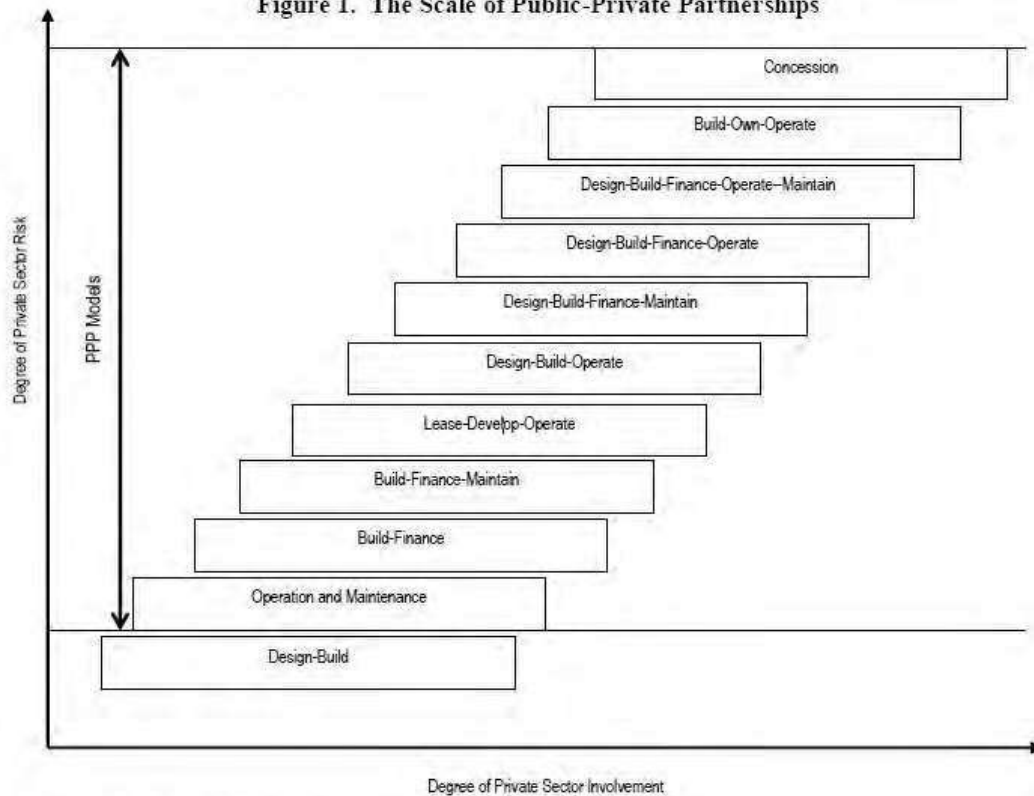 Figure 1. The Scale of Public-Private Partnerships
Concession
Build-Own-Operate
Design-Build-Finance-Operate–Maintain
Design-Build-Finance-Operate
Design-Build-Finance-Maintain
Design-Build-Operate
Lease-Develpp-Operate
Build-Finance-Maintain
Build-Finance
Operation and Maintenance
Design-Build
PPP Models
Degree of Private Sector Risk
Degree of Private Sector Involvement